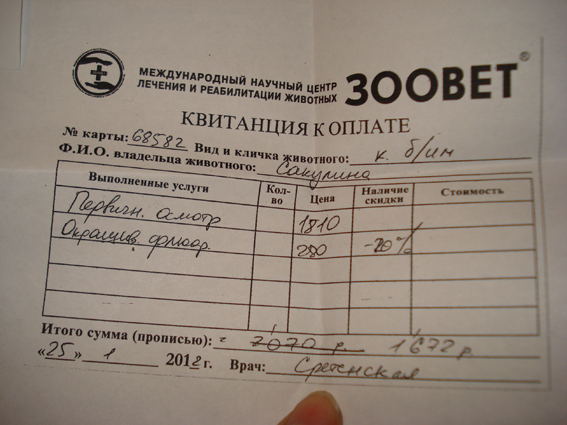 МЕЖДУНАРОДНЫЙ НАУЧНЫЙ ЦЕНТР
ЛЕЧЕНИЯ И РЕАБИЛИТАЦИИ ЖИВОТНЫХ
ЗООВЕТ®
КВИТАНЦИЯ К ОПЛАТЕ
№ карты: 68582 Вид и кличка животного: к. б/им
Ф.И.О. владельца животного: Сакулина
Выполненные услуги Кол-во Цена Наличие скидки Стоимость
Первичн. осмотр 1810
Окрашив. флюор. 280 -20%
Итого сумма (прописью): = 2070 р. 1672 р.
«25» 1 2018 г. Врач: Сретенская